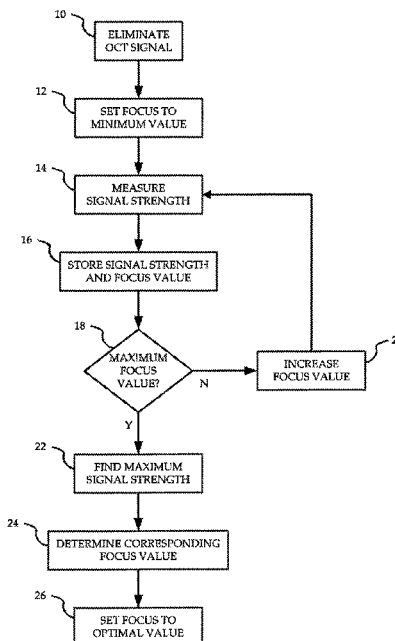 10
ELIMINATE
OCT SIGNAL
12
SET FOCUS TO
MINIMUM VALUE
14
MEASURE
SIGNAL STRENGTH
16
STORE SIGNAL STRENGTH
AND FOCUS VALUE
18
MAXIMUM
FOCUS
VALUE?
N
INCREASE
FOCUS VALUE
Y
22
FIND MAXIMUM
SIGNAL STRENGTH
24
DETERMINE CORRESPONDING
FOCUS VALUE
26
SET FOCUS TO
OPTIMAL VALUE